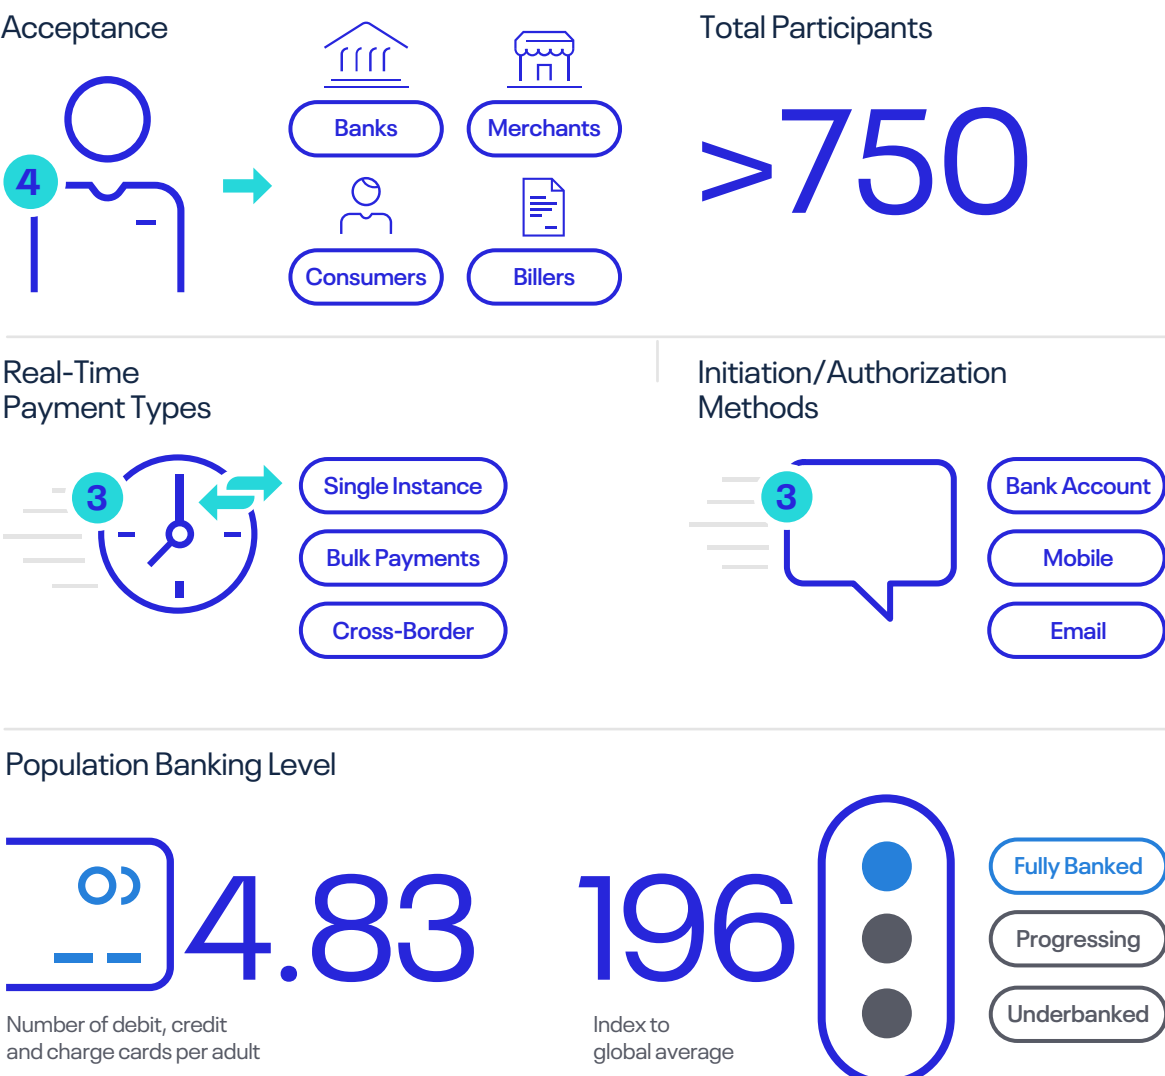 Acceptance
4
Banks
Merchants
Consumers
Billers
Total Participants
>750
Real-Time
Payment Types
3
Single Instance
Bulk Payments
Cross-Border
Initiation/Authorization
Methods
3
Bank Account
Mobile
Email
Population Banking Level
4.83
Number of debit, credit
and charge cards per adult
196
Index to
global average
Fully Banked
Progressing
Underbanked